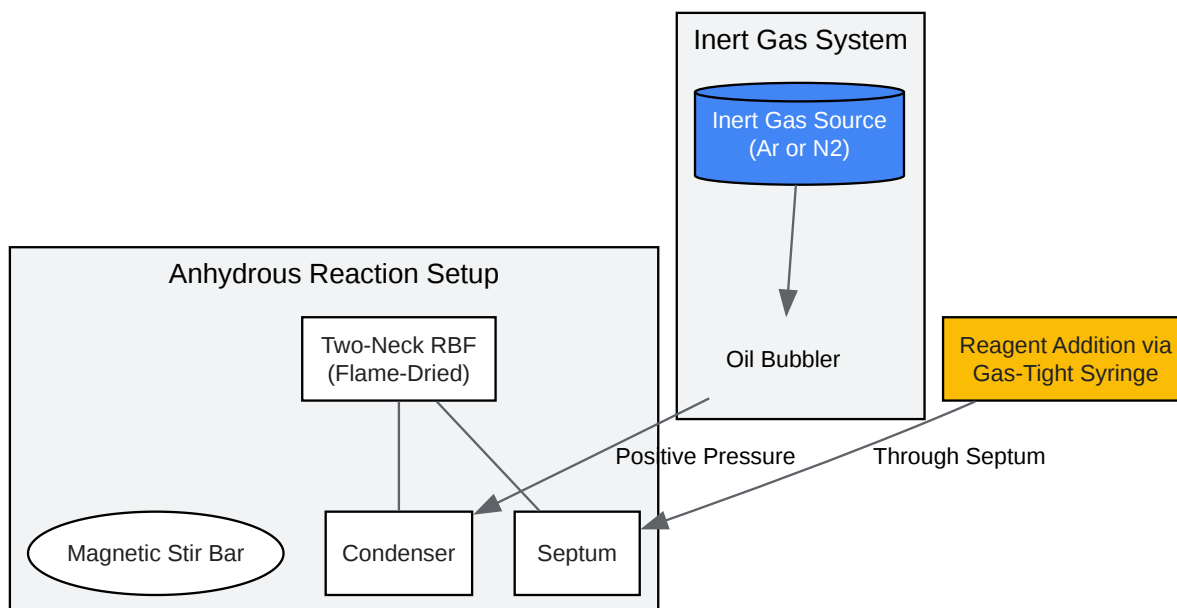 Inert Gas System
Inert Gas Source
(Ar or N2)
Anhydrous Reaction Setup
Two-Neck RBF
(Flame-Dried)
Oil Bubbler
Reagent Addition via
Gas-Tight Syringe
Positive Pressure
Through Septum
Magnetic Stir Bar
Condenser
Septum